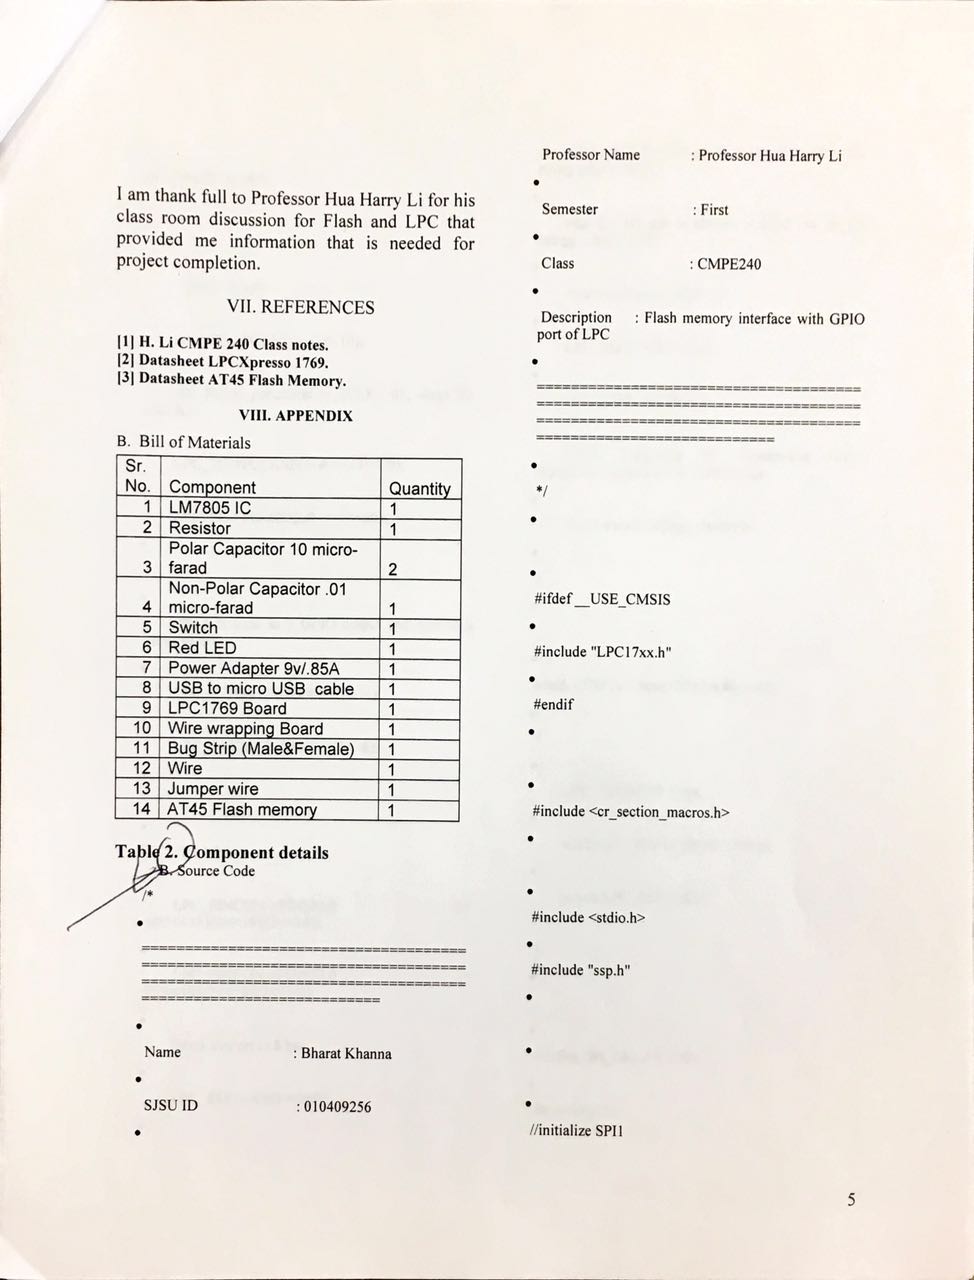 I am thank full to Professor Hua Harry Li for his
class room discussion for Flash and LPC that
provided me information that is needed for
project completion.
VII. REFERENCES
[1] H. Li CMPE 240 Class notes.
[2] Datasheet LPCXpresso 1769.
[3] Datasheet AT45 Flash Memory.
VIII. APPENDIX
B. Bill of Materials
Sr.
No. Component Quantity
1 LM7805 IC 1
2 Resistor 1
Polar Capacitor 10 micro-
3 farad 2
Non-Polar Capacitor .01
4 micro-farad 1
5 Switch 1
6 Red LED 1
7 Power Adapter 9v/.85A 1
8 USB to micro USB cable 1
9 LPC1769 Board 1
10 Wire wrapping Board 1
11 Bug Strip (Male&Female) 1
12 Wire 1
13 Jumper wire 1
14 AT45 Flash memory 1
Table 2. Component details
B. Source Code
/*
•
======================================
======================================
======================================
============================
•
Name : Bharat Khanna
•
SJSU ID : 010409256
•
Professor Name : Professor Hua Harry Li
•
Semester : First
•
Class : CMPE240
•
Description : Flash memory interface with GPIO
port of LPC
•
======================================
======================================
======================================
============================
•
*/
•
•
#ifdef __USE_CMSIS
•
#include "LPC17xx.h"
•
#endif
•
•
#include <cr_section_macros.h>
•
•
#include <stdio.h>
•
#include "ssp.h"
•
•
•
//initialize SPI1
5